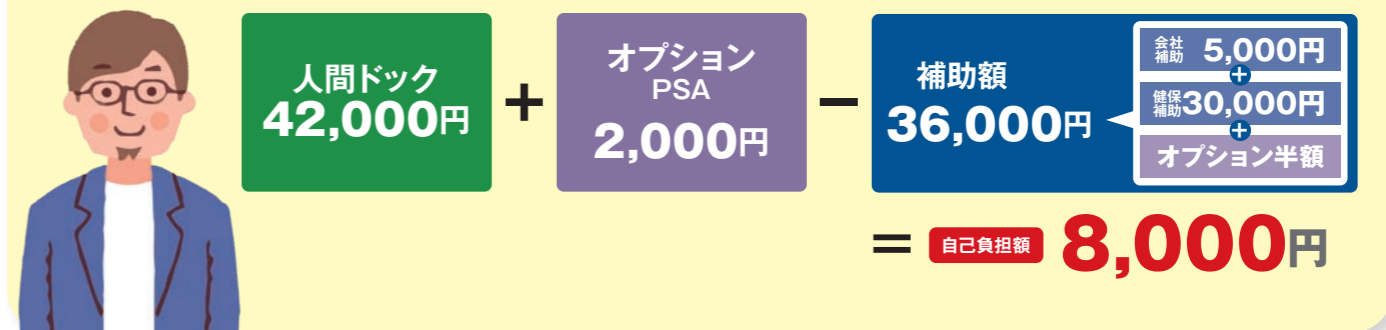 人間ドック
42,000円
+
オプション
PSA
2,000円
−
補助額
36,000円
会社補助 5,000円
+
健保補助 30,000円
+
オプション半額
= 自己負担額 8,000円